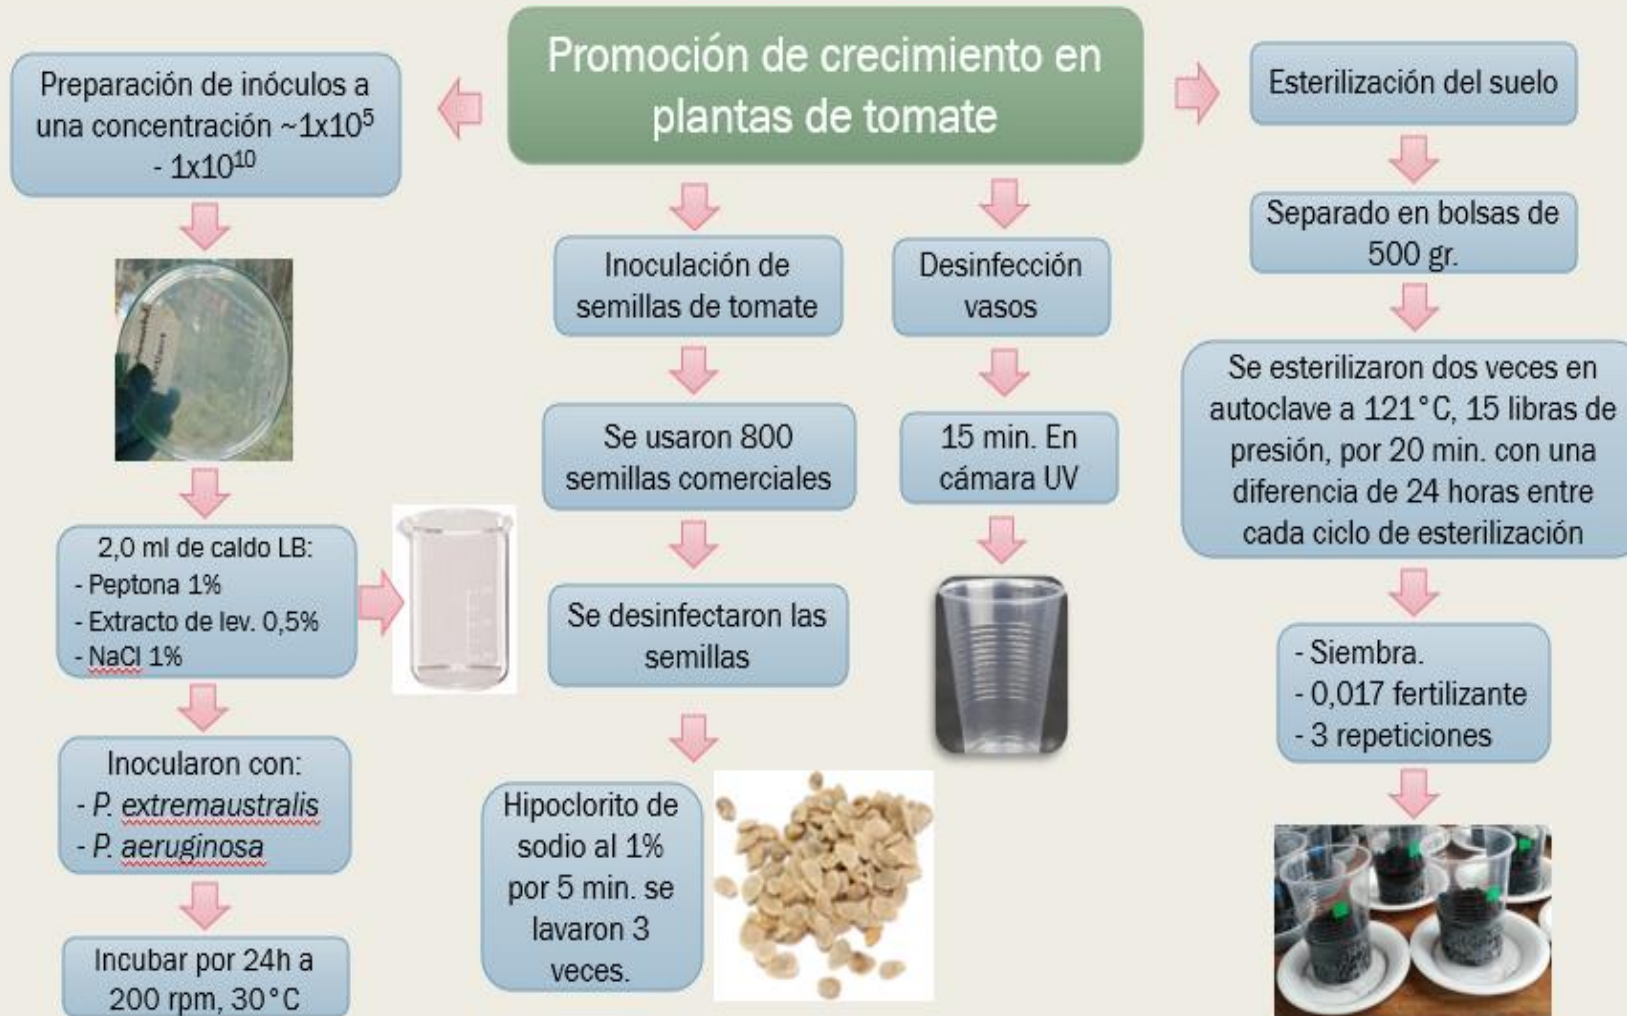 Promoción de crecimiento en
plantas de tomate
Preparación de inóculos a
una concentración ~1x10⁵
- 1x10¹⁰
2,0 ml de caldo LB:
- Peptona 1%
- Extracto de lev. 0,5%
- NaCl 1%
Inocularon con:
- P. extremaustralis
- P. aeruginosa
Incubar por 24h a
200 rpm, 30°C
Inoculación de
semillas de tomate
Se usaron 800
semillas comerciales
Se desinfectaron las
semillas
Hipoclorito de
sodio al 1%
por 5 min. se
lavaron 3
veces.
Desinfección
vasos
15 min. En
cámara UV
Esterilización del suelo
Separado en bolsas de
500 gr.
Se esterilizaron dos veces en
autoclave a 121°C, 15 libras de
presión, por 20 min. con una
diferencia de 24 horas entre
cada ciclo de esterilización
- Siembra.
- 0,017 fertilizante
- 3 repeticiones